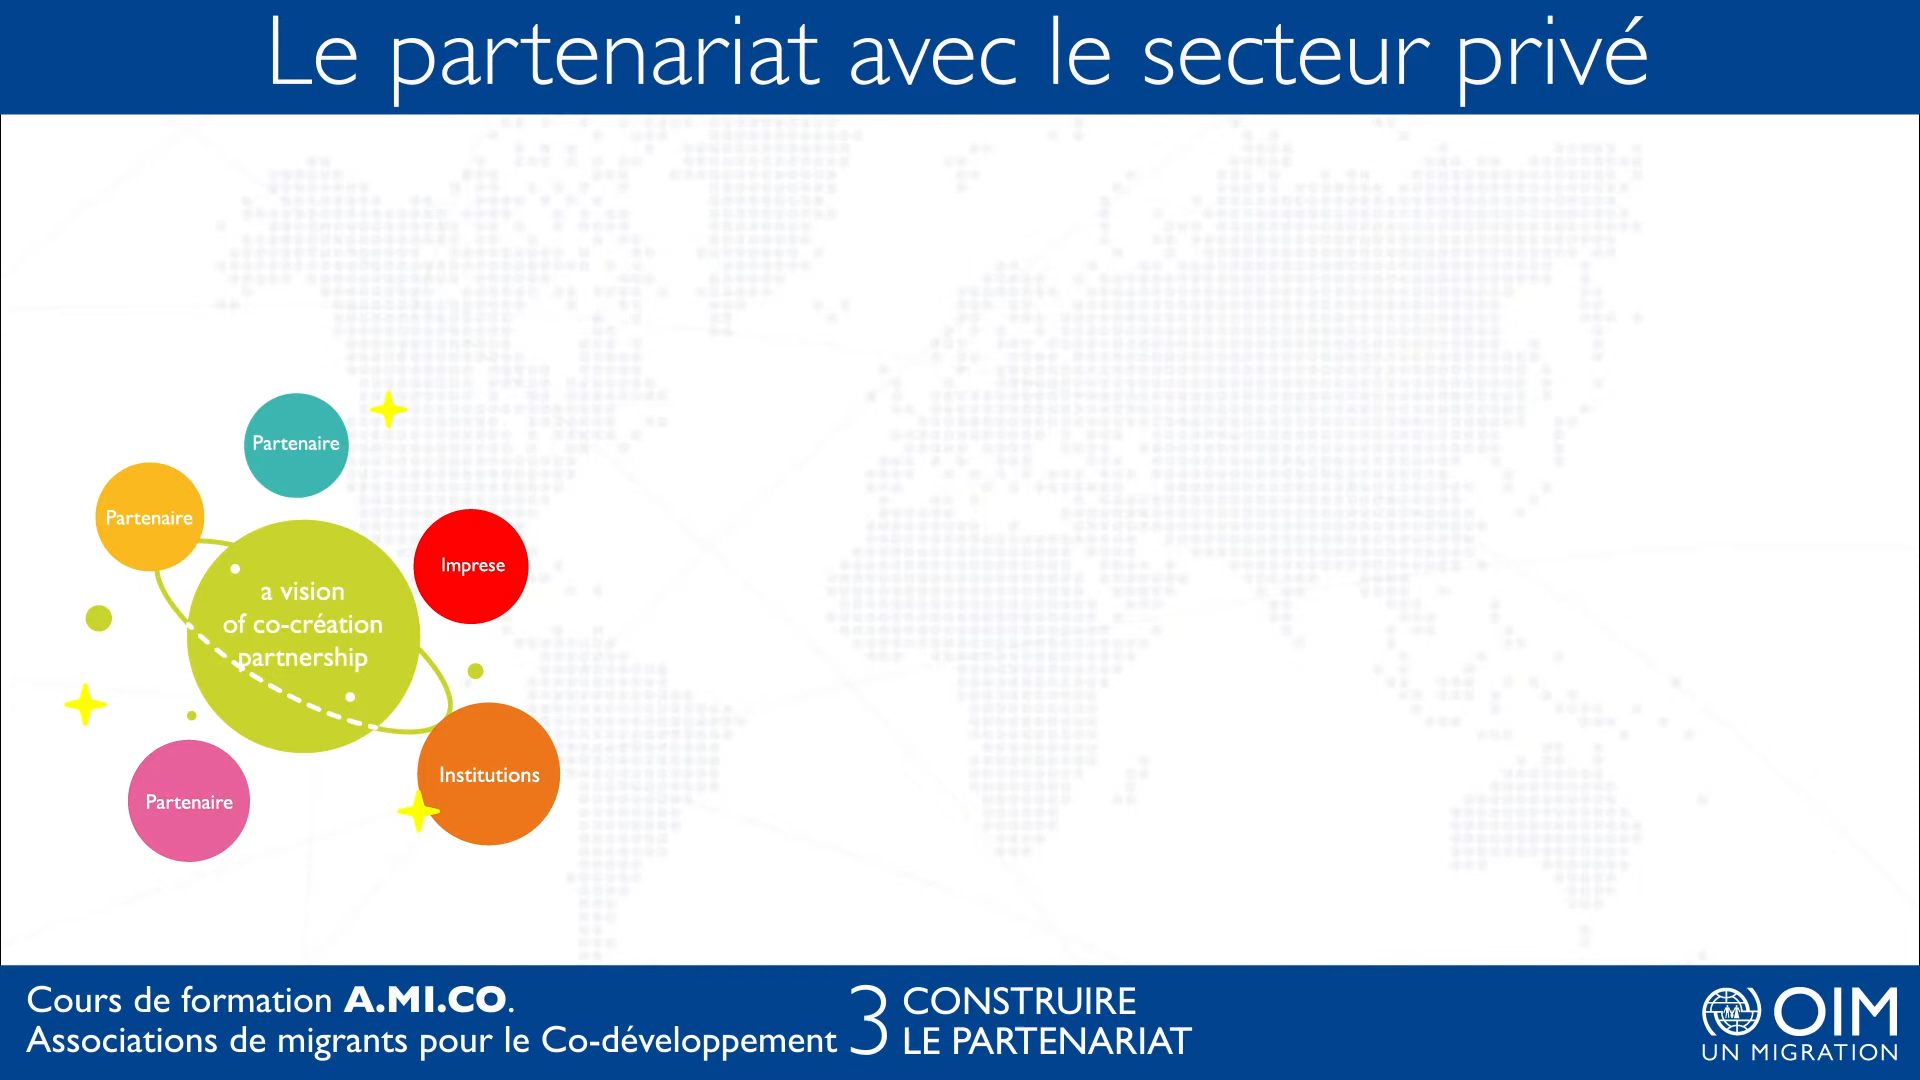 Le partenariat avec le secteur privé
Partenaire
Partenaire
Imprese
a vision
of co-création
partnership
Institutions
Partenaire
Cours de formation A.MI.CO.
Associations de migrants pour le Co-développement
3
CONSTRUIRE
LE PARTENARIAT
OIM
UN MIGRATION